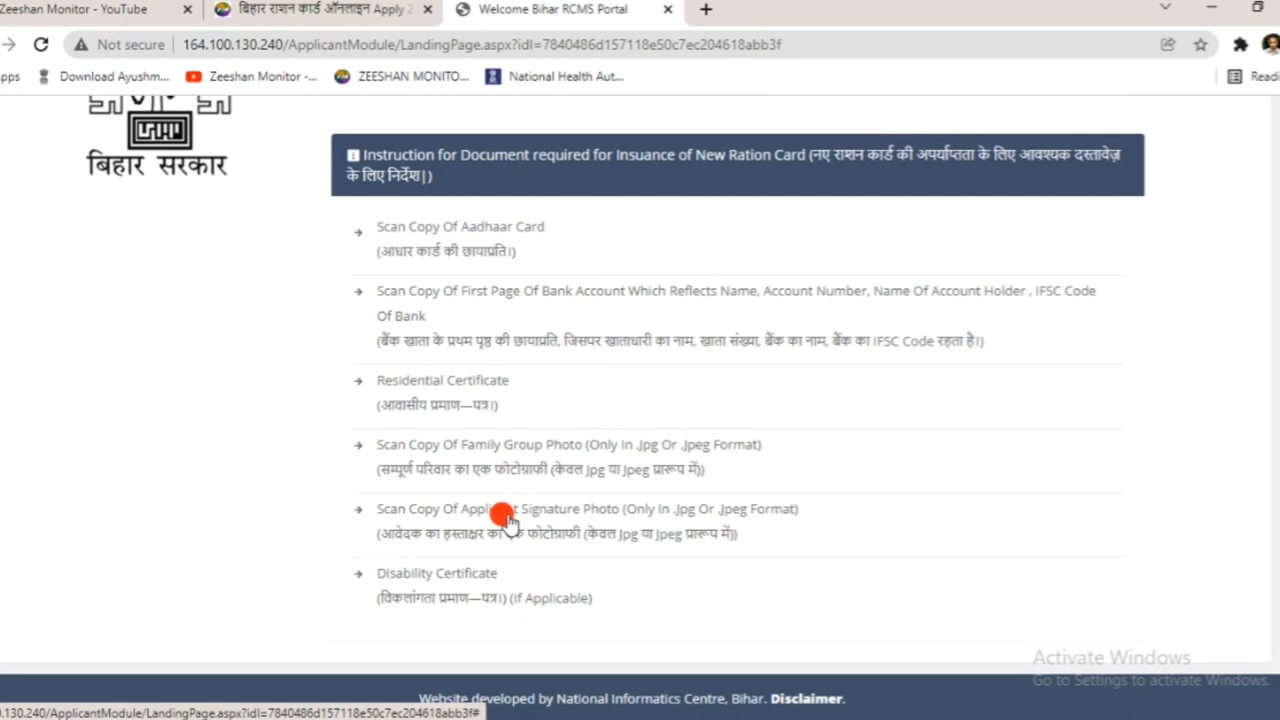 Zeeshan Monitor - YouTube
बिहार राशन कार्ड ऑनलाइन Apply 2
Welcome Bihar RCMS Portal
Not secure
164.100.130.240/ApplicantModule/LandingPage.aspx?idl=7840486d157118e50c7ec204618abb3f
pps
Download Ayushm...
Zeeshan Monitor -...
ZEESHAN MONITO...
National Health Aut...
Readi
बिहार सरकार
Instruction for Document required for Insuance of New Ration Card (नए राशन कार्ड की अपर्याप्तता के लिए आवश्यक दस्तावेज़
के लिए निर्देश|)
Scan Copy Of Aadhaar Card
(आधार कार्ड की छायाप्रति।)
Scan Copy Of First Page Of Bank Account Which Reflects Name, Account Number, Name Of Account Holder , IFSC Code
Of Bank
(बैंक खाता के प्रथम पृष्ठ की छायाप्रति, जिसपर खाताधारी का नाम, खाता संख्या, बैंक का नाम, बैंक का IFSC Code रहता है।)
Residential Certificate
(आवासीय प्रमाण—पत्र।)
Scan Copy Of Family Group Photo (Only In .Jpg Or .Jpeg Format)
(सम्पूर्ण परिवार का एक फोटोग्राफी (केवल Jpg या Jpeg प्रारूप में))
Scan Copy Of Applicant Signature Photo (Only In .Jpg Or .Jpeg Format)
(आवेदक का हस्ताक्षर का एक फोटोग्राफी (केवल Jpg या Jpeg प्रारूप में))
Disability Certificate
(विकलांगता प्रमाण—पत्र।) (If Applicable)
Activate Windows
Go to Settings to activate Windows.
Website developed by National Informatics Centre, Bihar. Disclaimer.
0.130.240/ApplicantModule/LandingPage.aspx?idl=7840486d157118e50c7ec204618abb3f#